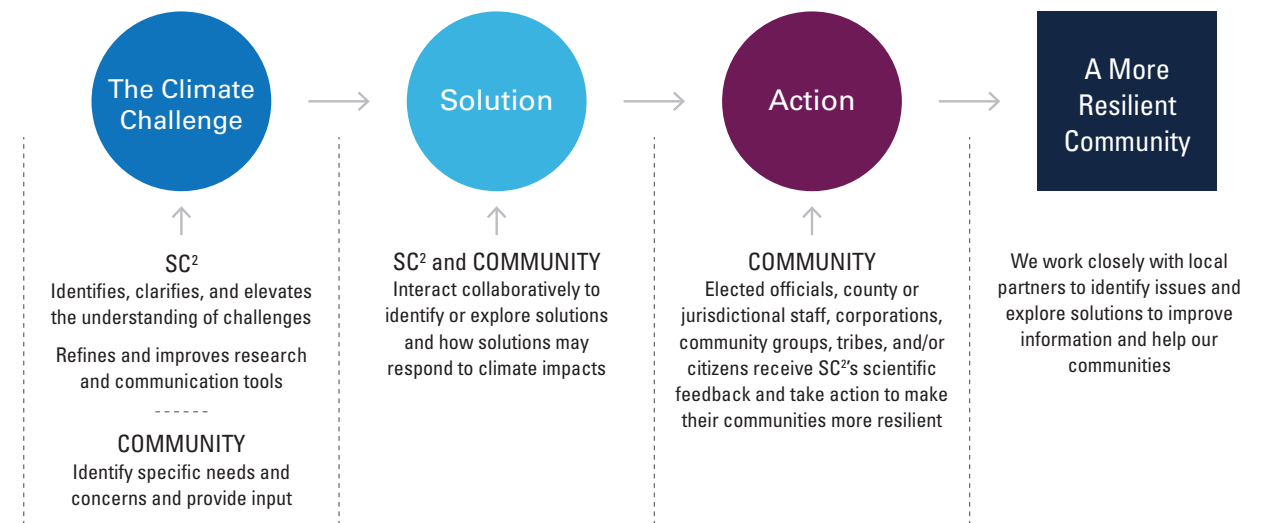 The Climate
Challenge
Solution
Action
A More
Resilient
Community
SC²
Identifies, clarifies, and elevates
the understanding of challenges
Refines and improves research
and communication tools
COMMUNITY
Identify specific needs and
concerns and provide input
SC² and COMMUNITY
Interact collaboratively to
identify or explore solutions
and how solutions may
respond to climate impacts
COMMUNITY
Elected officials, county or
jurisdictional staff, corporations,
community groups, tribes, and/or
citizens receive SC²’s scientific
feedback and take action to make
their communities more resilient
We work closely with local
partners to identify issues and
explore solutions to improve
information and help our
communities